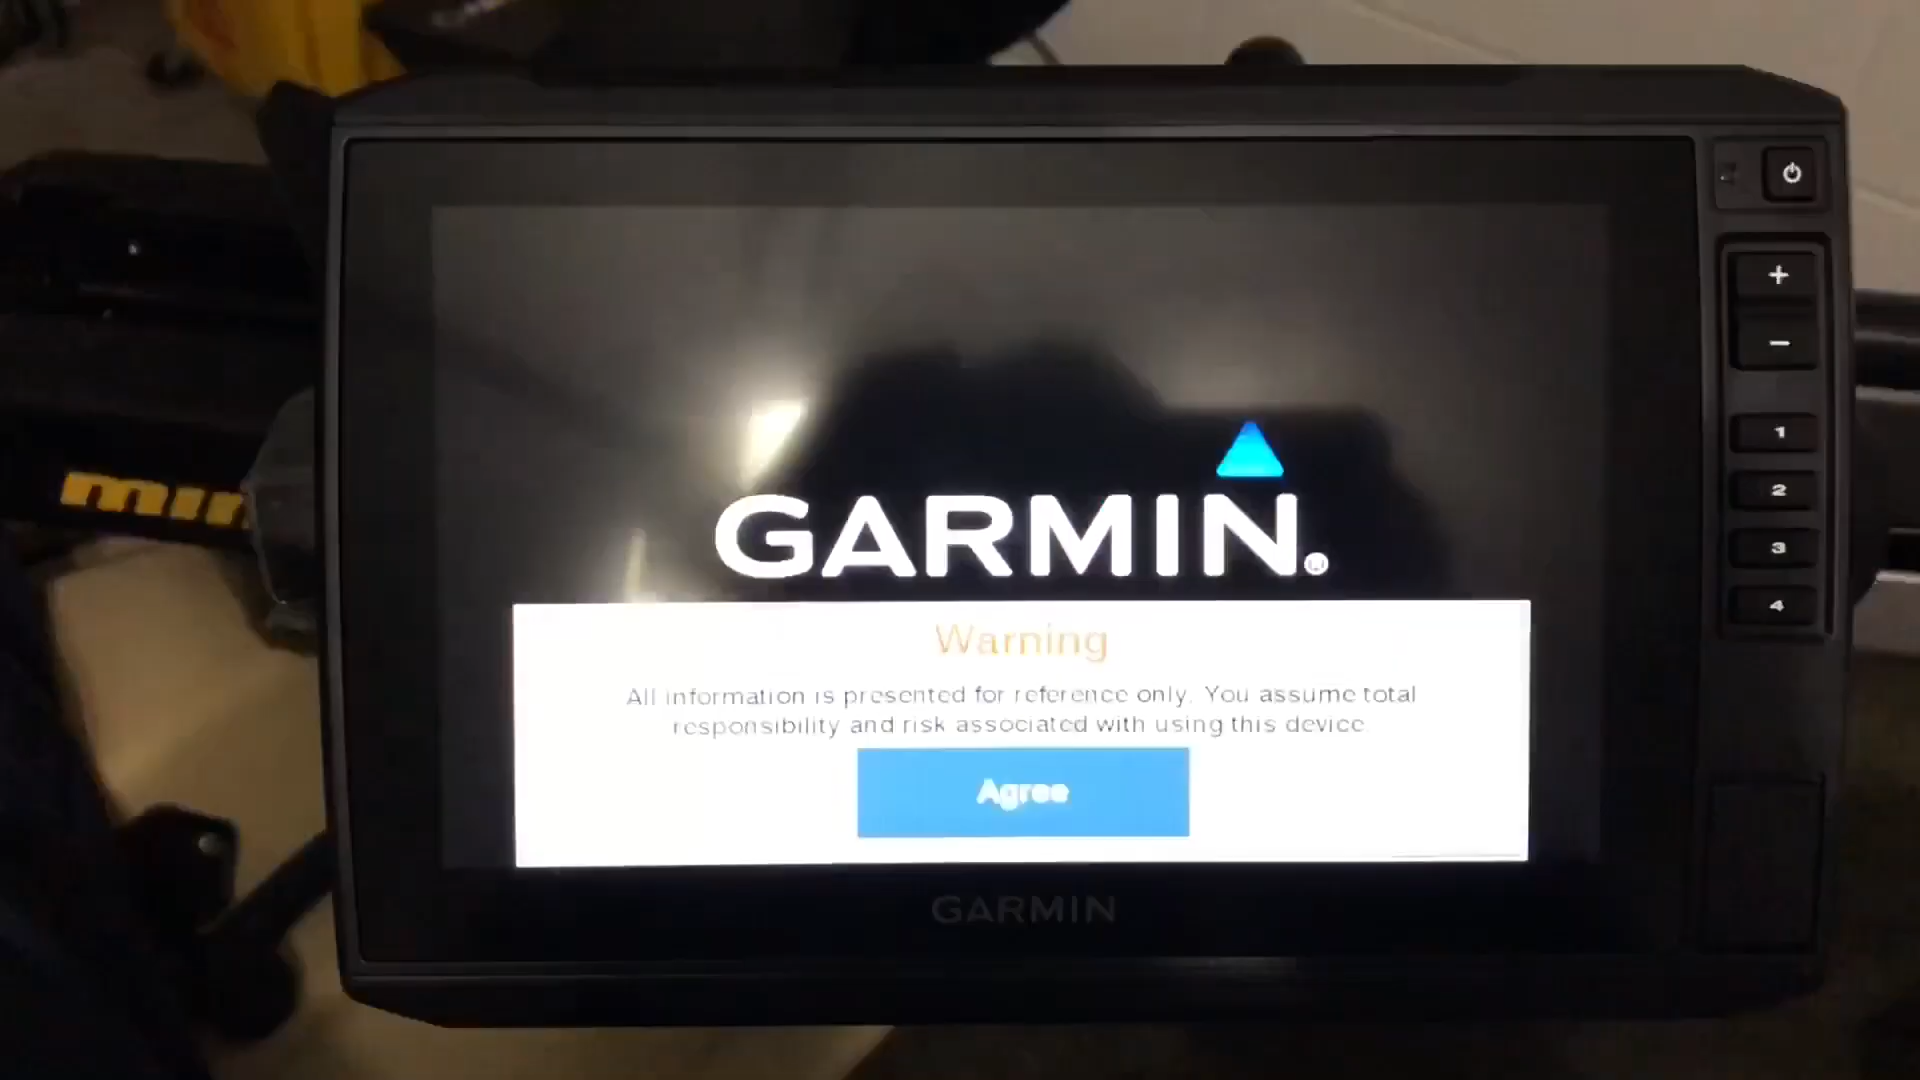 +
−
1
min
2
GARMIN®
3
4
Warning
All information is presented for reference only. You assume total
responsibility and risk associated with using this device.
Agree
GARMIN